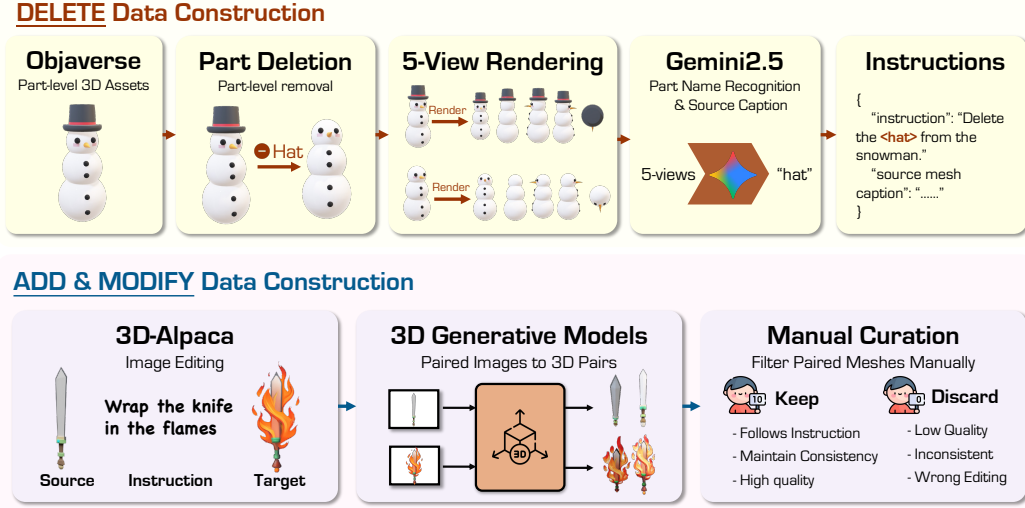 DELETE Data Construction
Objaverse
Part-level 3D Assets
Part Deletion
Part-level removal
Hat
5-View Rendering
Render
Render
Gemini2.5
Part Name Recognition
& Source Caption
5-views
"hat"
Instructions
{
"instruction": "Delete
the <hat> from the
snowman."
"source mesh
caption": "......"
}
ADD & MODIFY Data Construction
3D-Alpaca
Image Editing
Wrap the knife
in the flames
Source
Instruction
Target
3D Generative Models
Paired Images to 3D Pairs
3D
Manual Curation
Filter Paired Meshes Manually
10
Keep
- Follows Instruction
- Maintain Consistency
- High quality
0
Discard
- Low Quality
- Inconsistent
- Wrong Editing